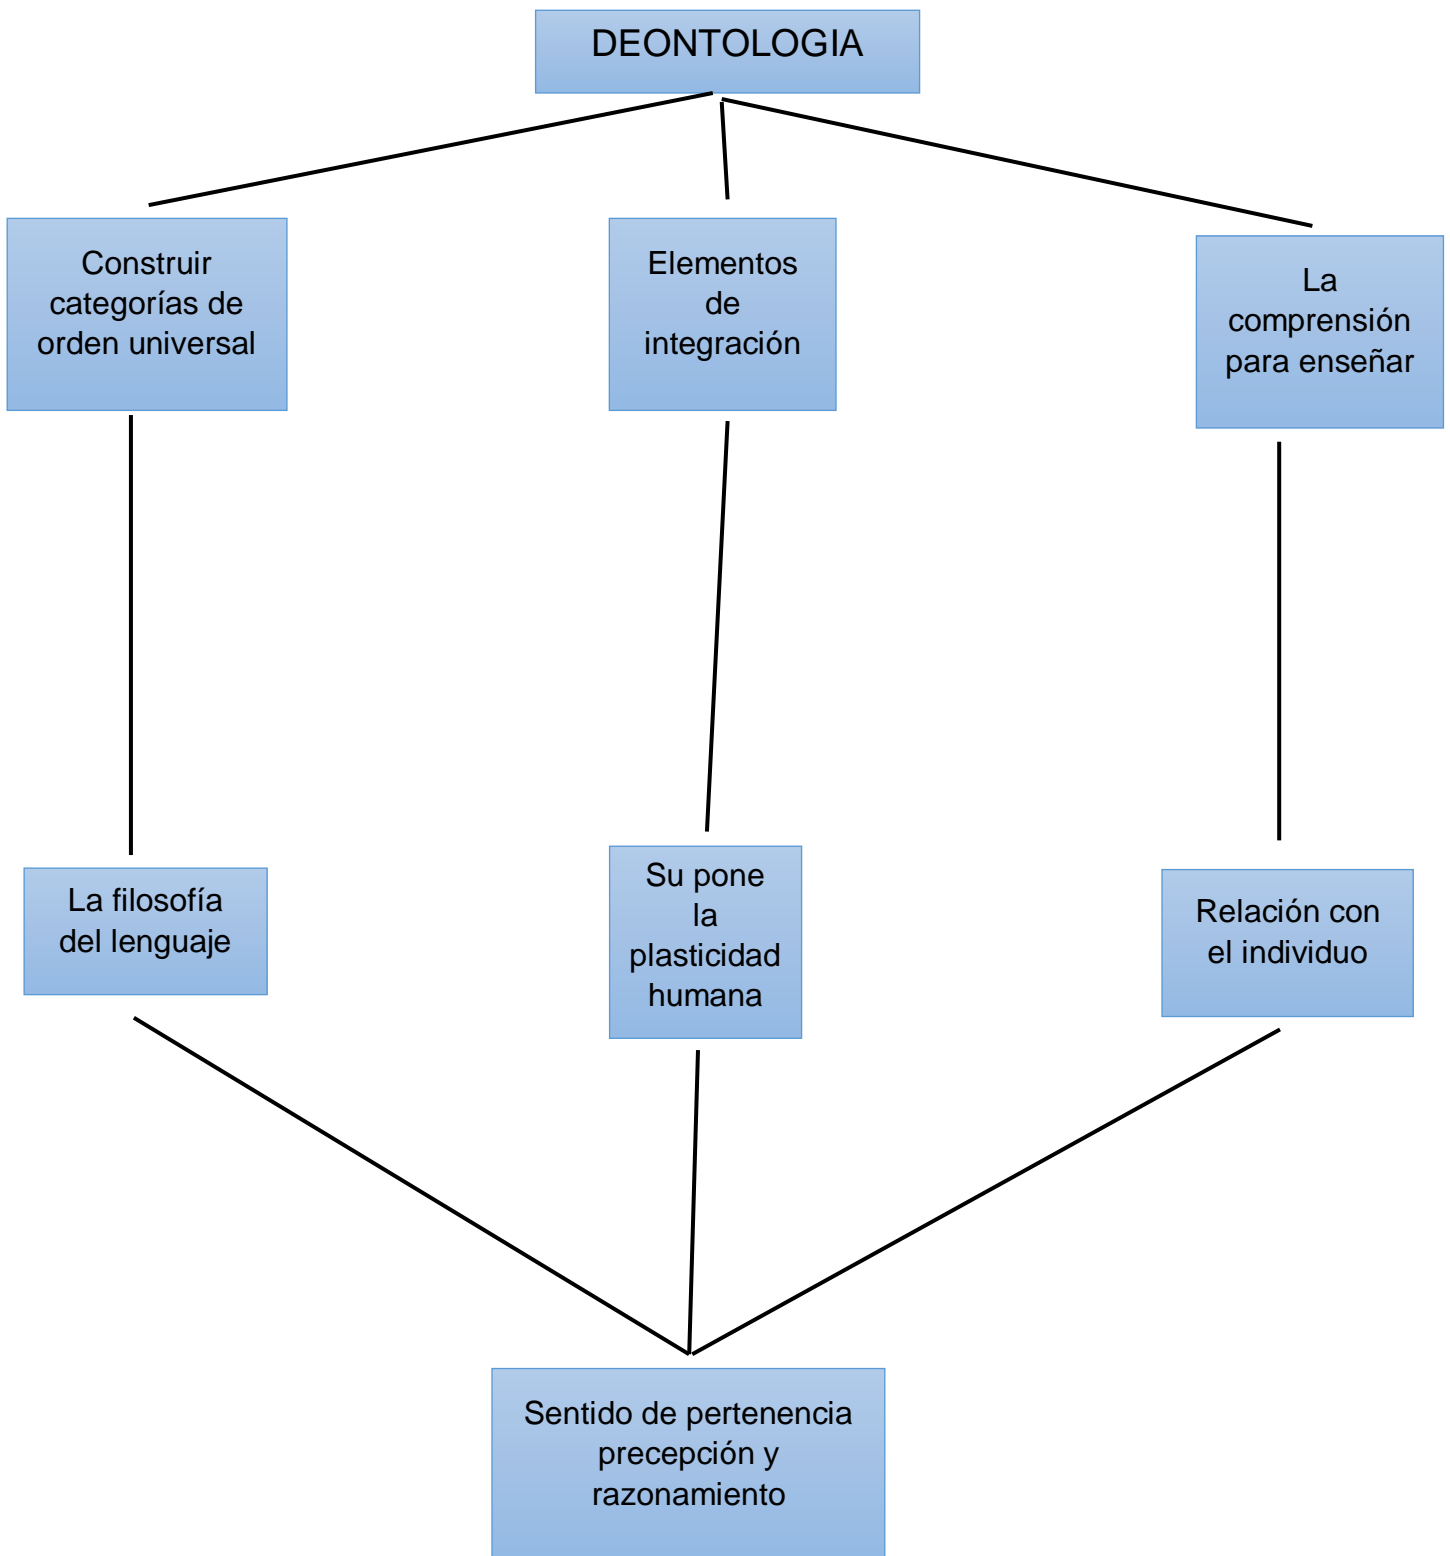 DEONTOLOGIA
Construir
categorías de
orden universal
Elementos
de
integración
La
comprensión
para enseñar
La filosofía
del lenguaje
Su pone
la
plasticidad
humana
Relación con
el individuo
Sentido de pertenencia
precepción y
razonamiento